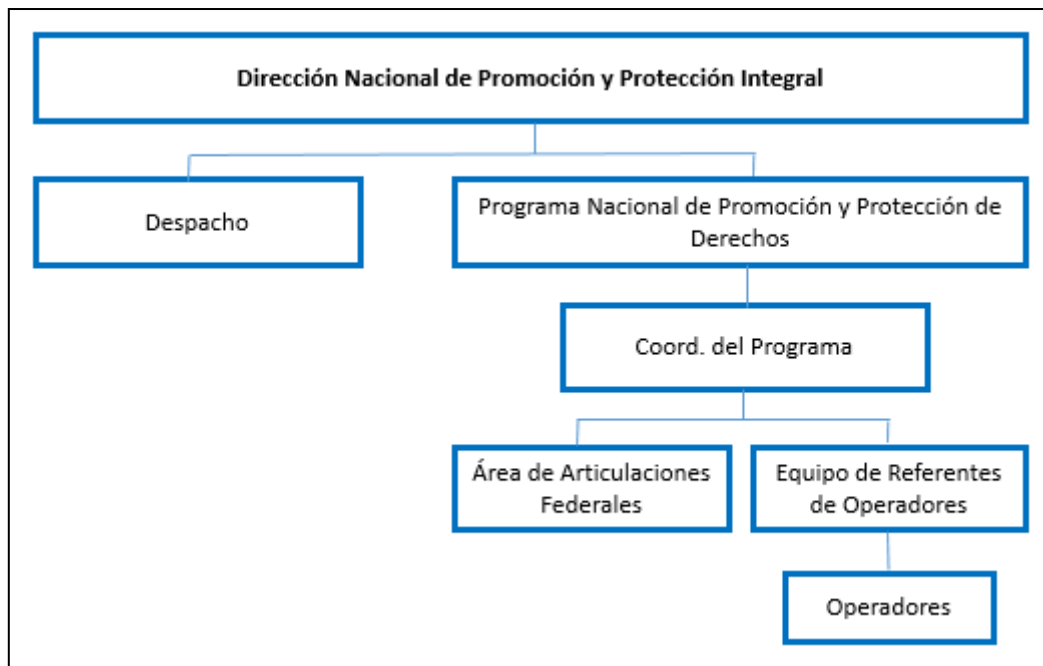 Dirección Nacional de Promoción y Protección Integral
Despacho
Programa Nacional de Promoción y Protección de
Derechos
Coord. del Programa
Área de Articulaciones
Federales
Equipo de Referentes
de Operadores
Operadores